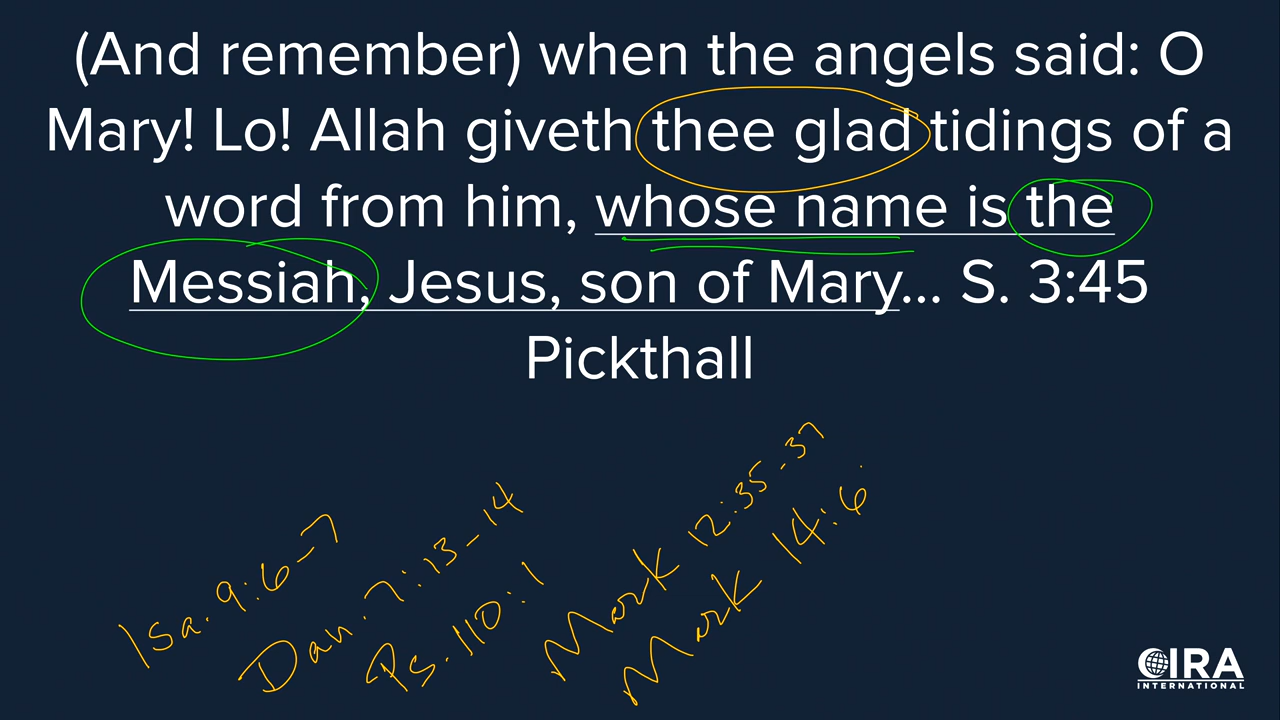 (And remember) when the angels said: O
Mary! Lo! Allah giveth thee glad tidings of a
word from him, whose name is the
Messiah, Jesus, son of Mary... S. 3:45
Pickthall
Isa. 9:6-7
Dan. 7:13-14
Ps. 110:1
Mark 12:35-37
Mark 14:6
CIRA
INTERNATIONAL